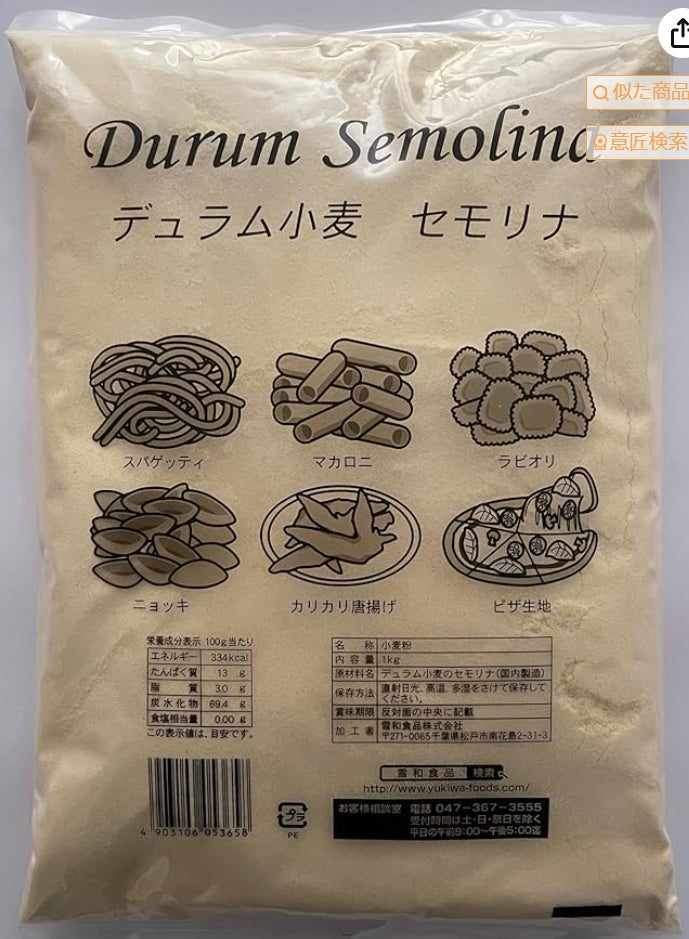 似た商品
意匠検索
Durum Semolina
デュラム小麦 セモリナ
スパゲッティ
マカロニ
ラビオリ
ニョッキ
カリカリ唐揚げ
ピザ生地
栄養成分表示 100g当たり
エネルギー 334kcal
たんぱく質 13 g
脂質 3.0 g
炭水化物 69.4 g
食塩相当量 0.00 g
この表示値は、目安です。
名称 小麦粉
内容量 1kg
原材料名 デュラム小麦のセモリナ(国内製造)
保存方法 直射日光、高温、多湿をさけて保存して
ください。
賞味期限 反対面の中央に記載
加工者 雪和食品株式会社
〒271-0065千葉県松戸市南花島2-31-3
4 903106 053658
プラ
PE
雪和食品 検索
http://www.yukiwa-foods.com/
お客様相談室 電話 047-367-3555
受付時間は土・日・祭日を除く
平日の午前9:00~午後5:00迄